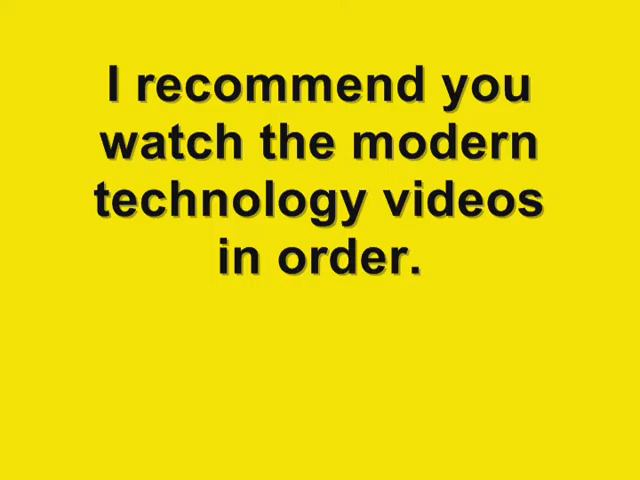 I recommend you
watch the modern
technology videos
in order.